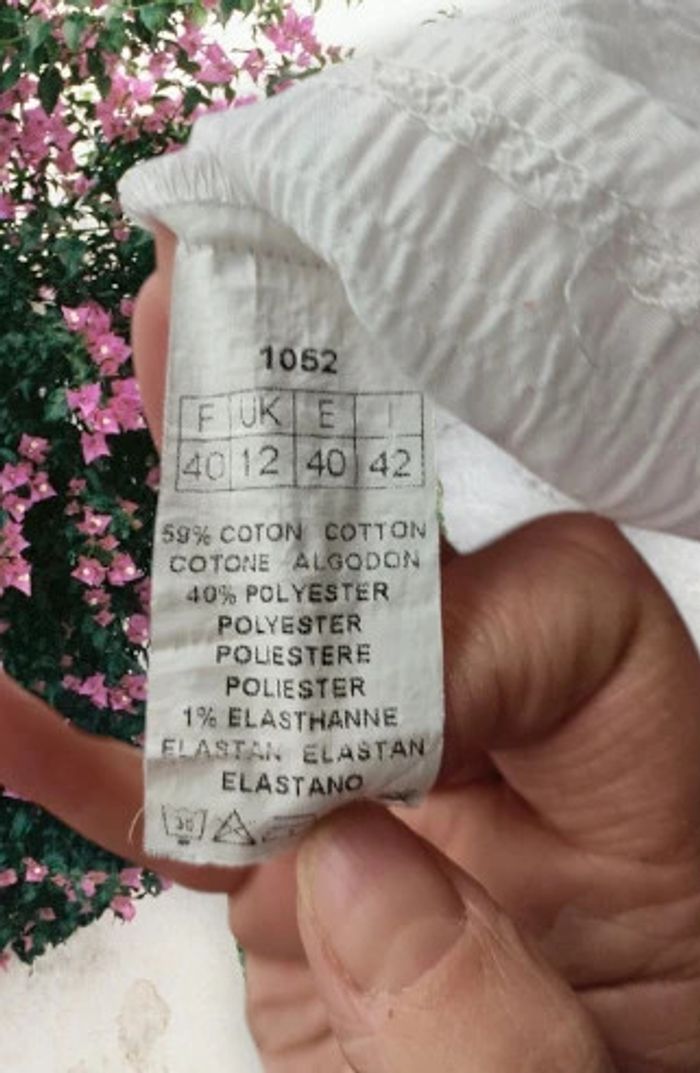 1052
F UK E I
40 12 40 42
59% COTON COTTON
COTONE ALGODON
40% POLYESTER
POLYESTER
POLIESTERE
POLIESTER
1% ELASTHANNE
ELASTAN ELASTAN
ELASTANO
30